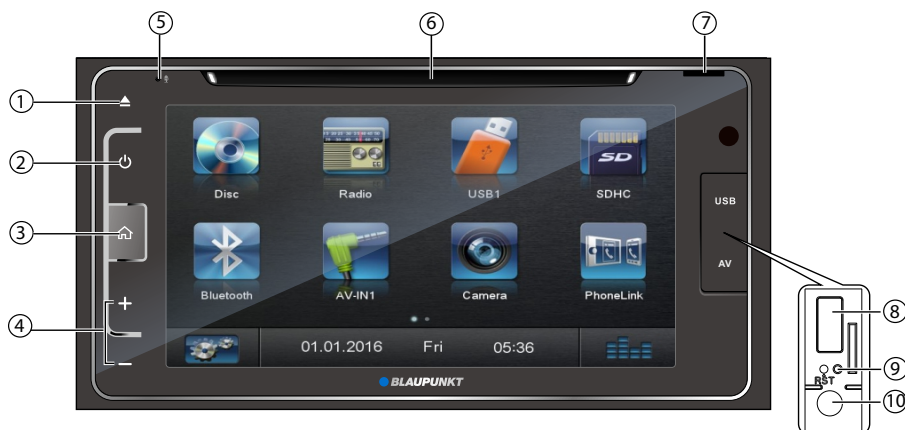 5
6
7
1
2
3
4
Disc
Radio
USB1
SD
SDHC
USB
Bluetooth
AV-IN1
Camera
PhoneLink
AV
01.01.2016
Fri
05:36
BLAUPUNKT
8
9
RST
10